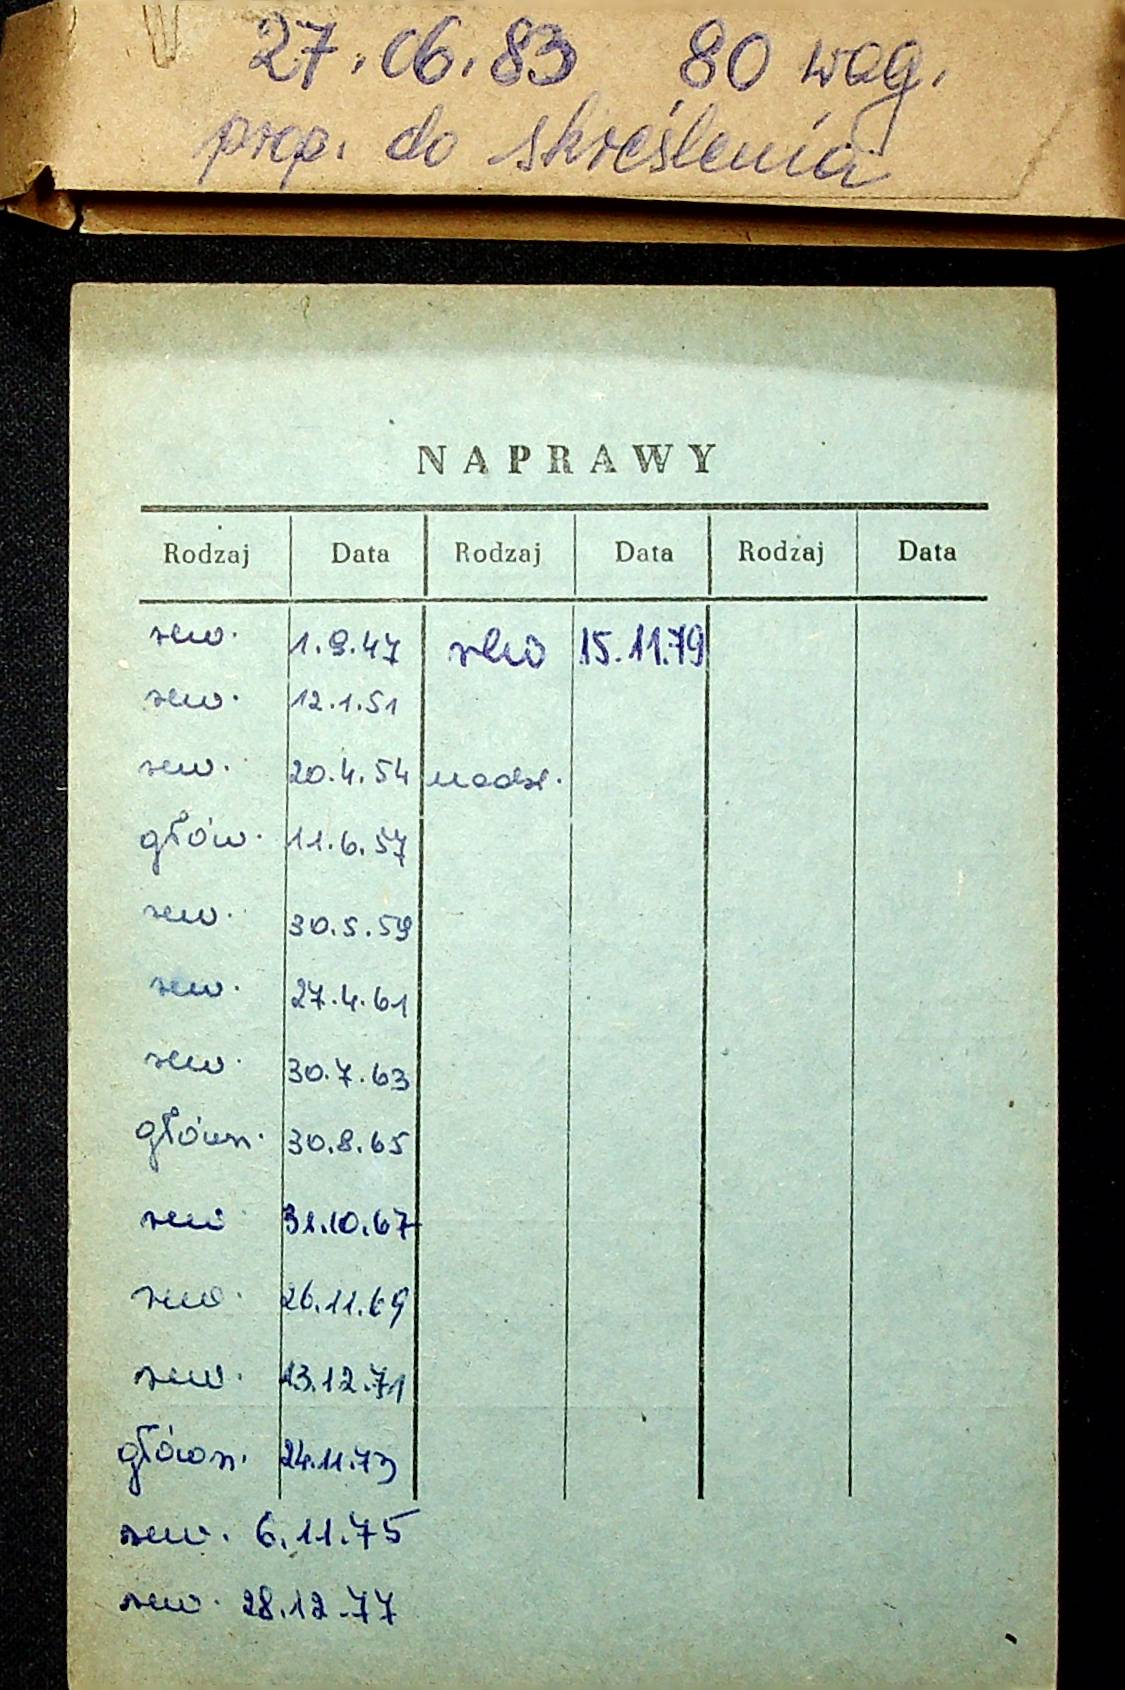 27.06.83 80 wag.
prop. do skreślenia
NAPRAWY
Rodzaj Data Rodzaj Data Rodzaj Data
rew. 1.9.47 rew 15.11.79
rew. 12.1.51
rew. 20.4.54 nadzl.
głów. 11.6.57
rew. 30.5.59
rew. 27.4.61
rew. 30.7.63
główn. 30.8.65
rew 31.10.67
rew. 26.11.69
rew. 13.12.71
główn. 24.11.73
rew. 6.11.75
rew. 28.12.77